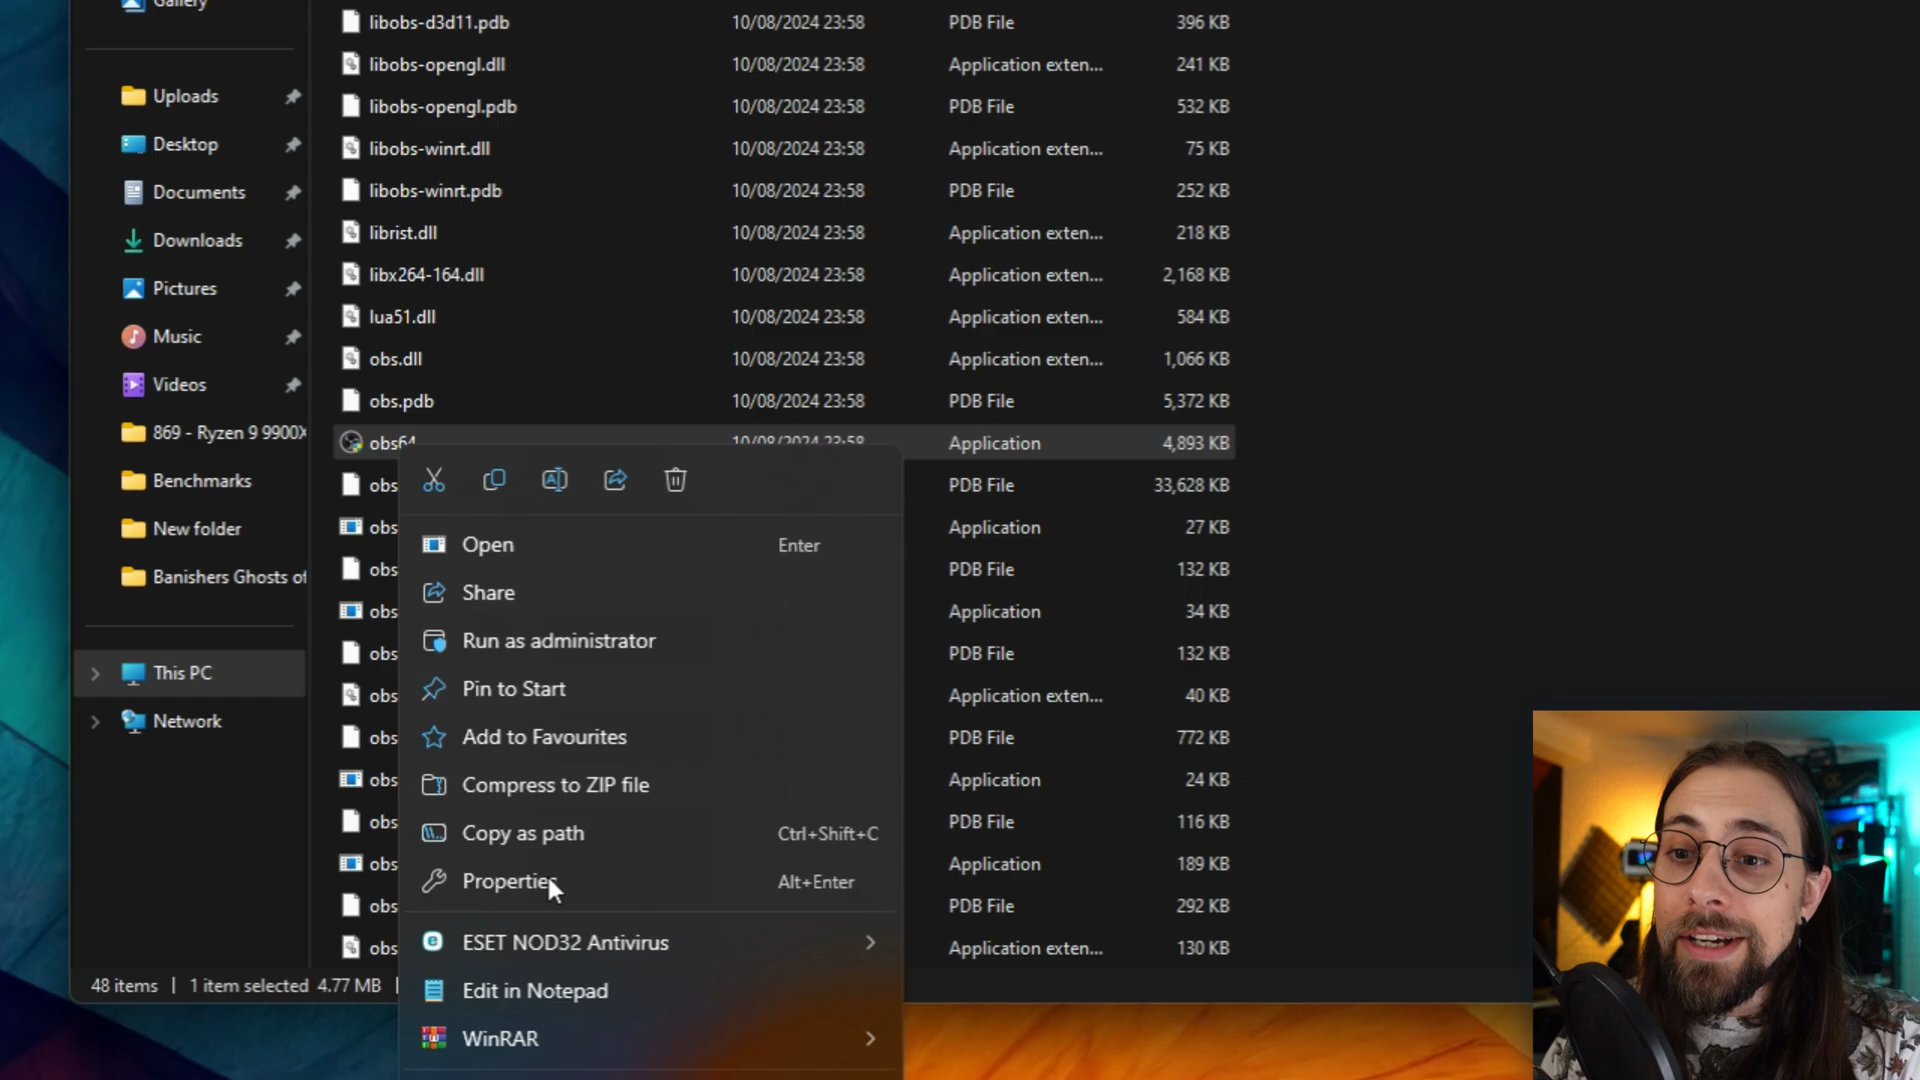 Gallery
Uploads
Desktop
Documents
Downloads
Pictures
Music
Videos
869 - Ryzen 9 9900X
Benchmarks
New folder
Banishers Ghosts of
This PC
Network
libobs-d3d11.pdb 10/08/2024 23:58 PDB File 396 KB
libobs-opengl.dll 10/08/2024 23:58 Application exten... 241 KB
libobs-opengl.pdb 10/08/2024 23:58 PDB File 532 KB
libobs-winrt.dll 10/08/2024 23:58 Application exten... 75 KB
libobs-winrt.pdb 10/08/2024 23:58 PDB File 252 KB
librist.dll 10/08/2024 23:58 Application exten... 218 KB
libx264-164.dll 10/08/2024 23:58 Application exten... 2,168 KB
lua51.dll 10/08/2024 23:58 Application exten... 584 KB
obs.dll 10/08/2024 23:58 Application exten... 1,066 KB
obs.pdb 10/08/2024 23:58 PDB File 5,372 KB
obs64 10/08/2024 23:58 Application 4,893 KB
obs PDB File 33,628 KB
obs Application 27 KB
obs PDB File 132 KB
obs Application 34 KB
obs PDB File 132 KB
obs Application exten... 40 KB
obs PDB File 772 KB
obs Application 24 KB
obs PDB File 116 KB
obs Application 189 KB
obs PDB File 292 KB
obs Application exten... 130 KB
Open Enter
Share
Run as administrator
Pin to Start
Add to Favourites
Compress to ZIP file
Copy as path Ctrl+Shift+C
Properties Alt+Enter
ESET NOD32 Antivirus
Edit in Notepad
WinRAR
48 items | 1 item selected 4.77 MB |